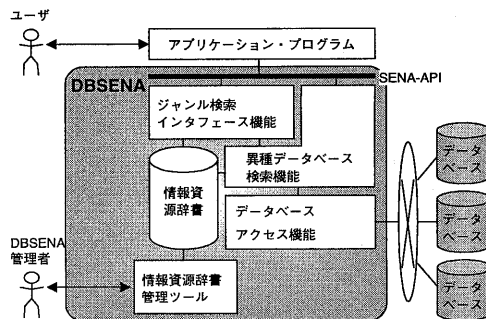 ユーザ
アプリケーション・プログラム
DBSENA
SENA-API
ジャンル検索
インタフェース機能
異種データベース
検索機能
情報資
源辞書
データベース
アクセス機能
データ
ベース
データ
ベース
データ
ベース
DBSENA
管理者
情報資源辞書
管理ツール